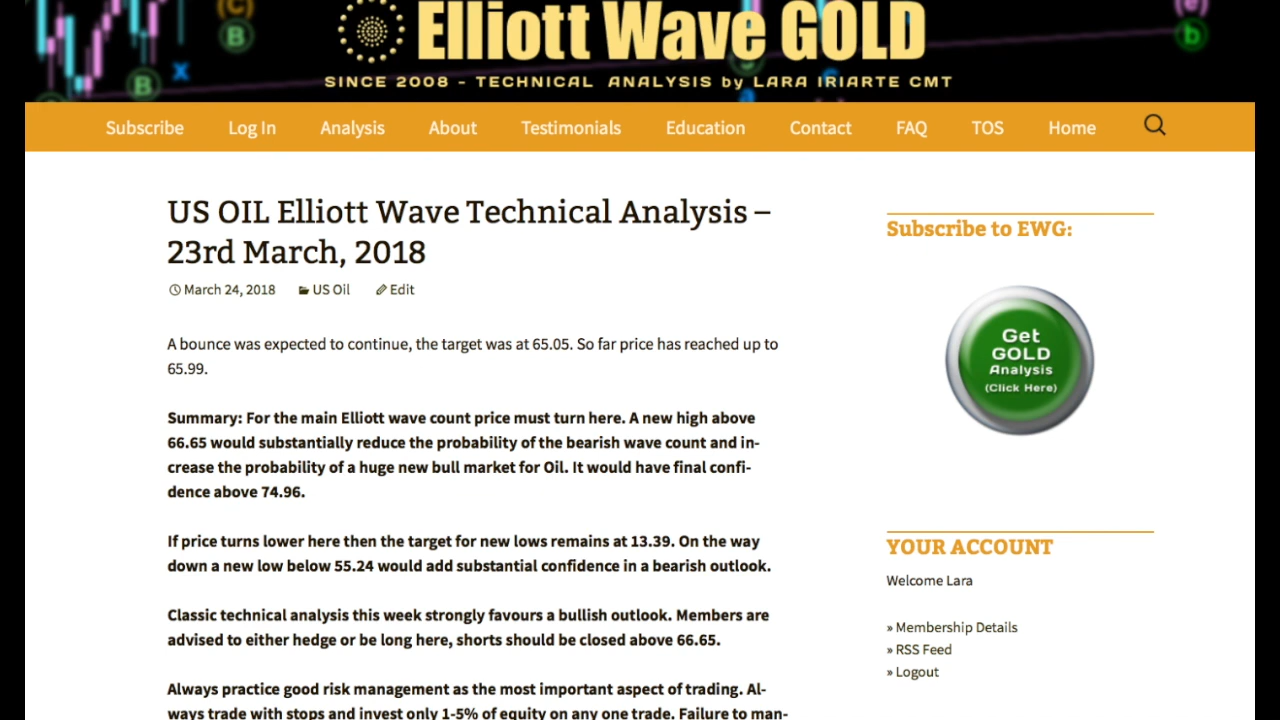 (C)
B
B
x
(e)
b
a
Elliott Wave GOLD
SINCE 2008 - TECHNICAL ANALYSIS by LARA IRIARTE CMT
Subscribe Log In Analysis About Testimonials Education Contact FAQ TOS Home
US OIL Elliott Wave Technical Analysis –
23rd March, 2018
March 24, 2018 US Oil Edit
A bounce was expected to continue, the target was at 65.05. So far price has reached up to
65.99.
Summary: For the main Elliott wave count price must turn here. A new high above
66.65 would substantially reduce the probability of the bearish wave count and in-
crease the probability of a huge new bull market for Oil. It would have final confi-
dence above 74.96.
If price turns lower here then the target for new lows remains at 13.39. On the way
down a new low below 55.24 would add substantial confidence in a bearish outlook.
Classic technical analysis this week strongly favours a bullish outlook. Members are
advised to either hedge or be long here, shorts should be closed above 66.65.
Always practice good risk management as the most important aspect of trading. Al-
ways trade with stops and invest only 1-5% of equity on any one trade. Failure to man-
Subscribe to EWG:
Get
GOLD
Analysis
(Click Here)
YOUR ACCOUNT
Welcome Lara
» Membership Details
» RSS Feed
» Logout